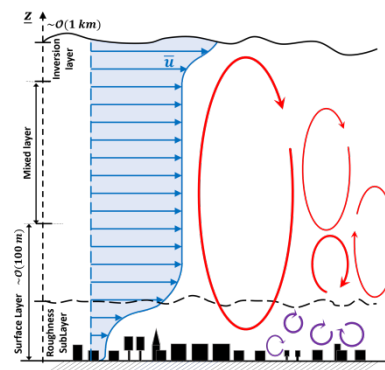 z ~𝒪(1 km)
Inversion
layer
u̅
Mixed layer
Surface Layer ~𝒪(100 m)
Roughness
SubLayer